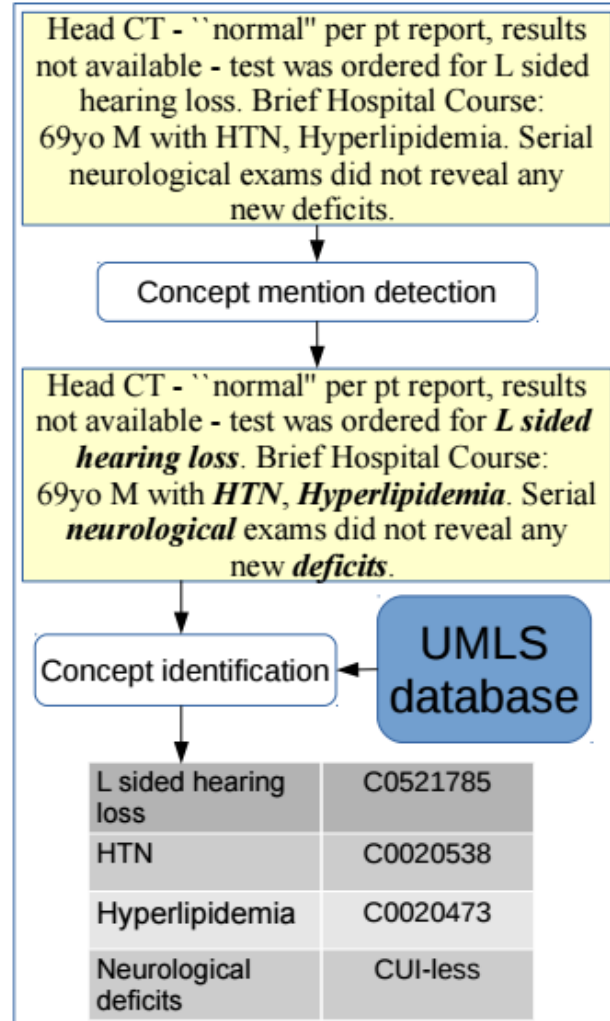 Head CT - ``normal" per pt report, results
not available - test was ordered for L sided
hearing loss. Brief Hospital Course:
69yo M with HTN, Hyperlipidemia. Serial
neurological exams did not reveal any
new deficits.
Concept mention detection
Head CT - ``normal" per pt report, results
not available - test was ordered for L sided
hearing loss. Brief Hospital Course:
69yo M with HTN, Hyperlipidemia. Serial
neurological exams did not reveal any
new deficits.
Concept identification
UMLS
database
L sided hearing
loss
C0521785
HTN
C0020538
Hyperlipidemia
C0020473
Neurological
deficits
CUI-less